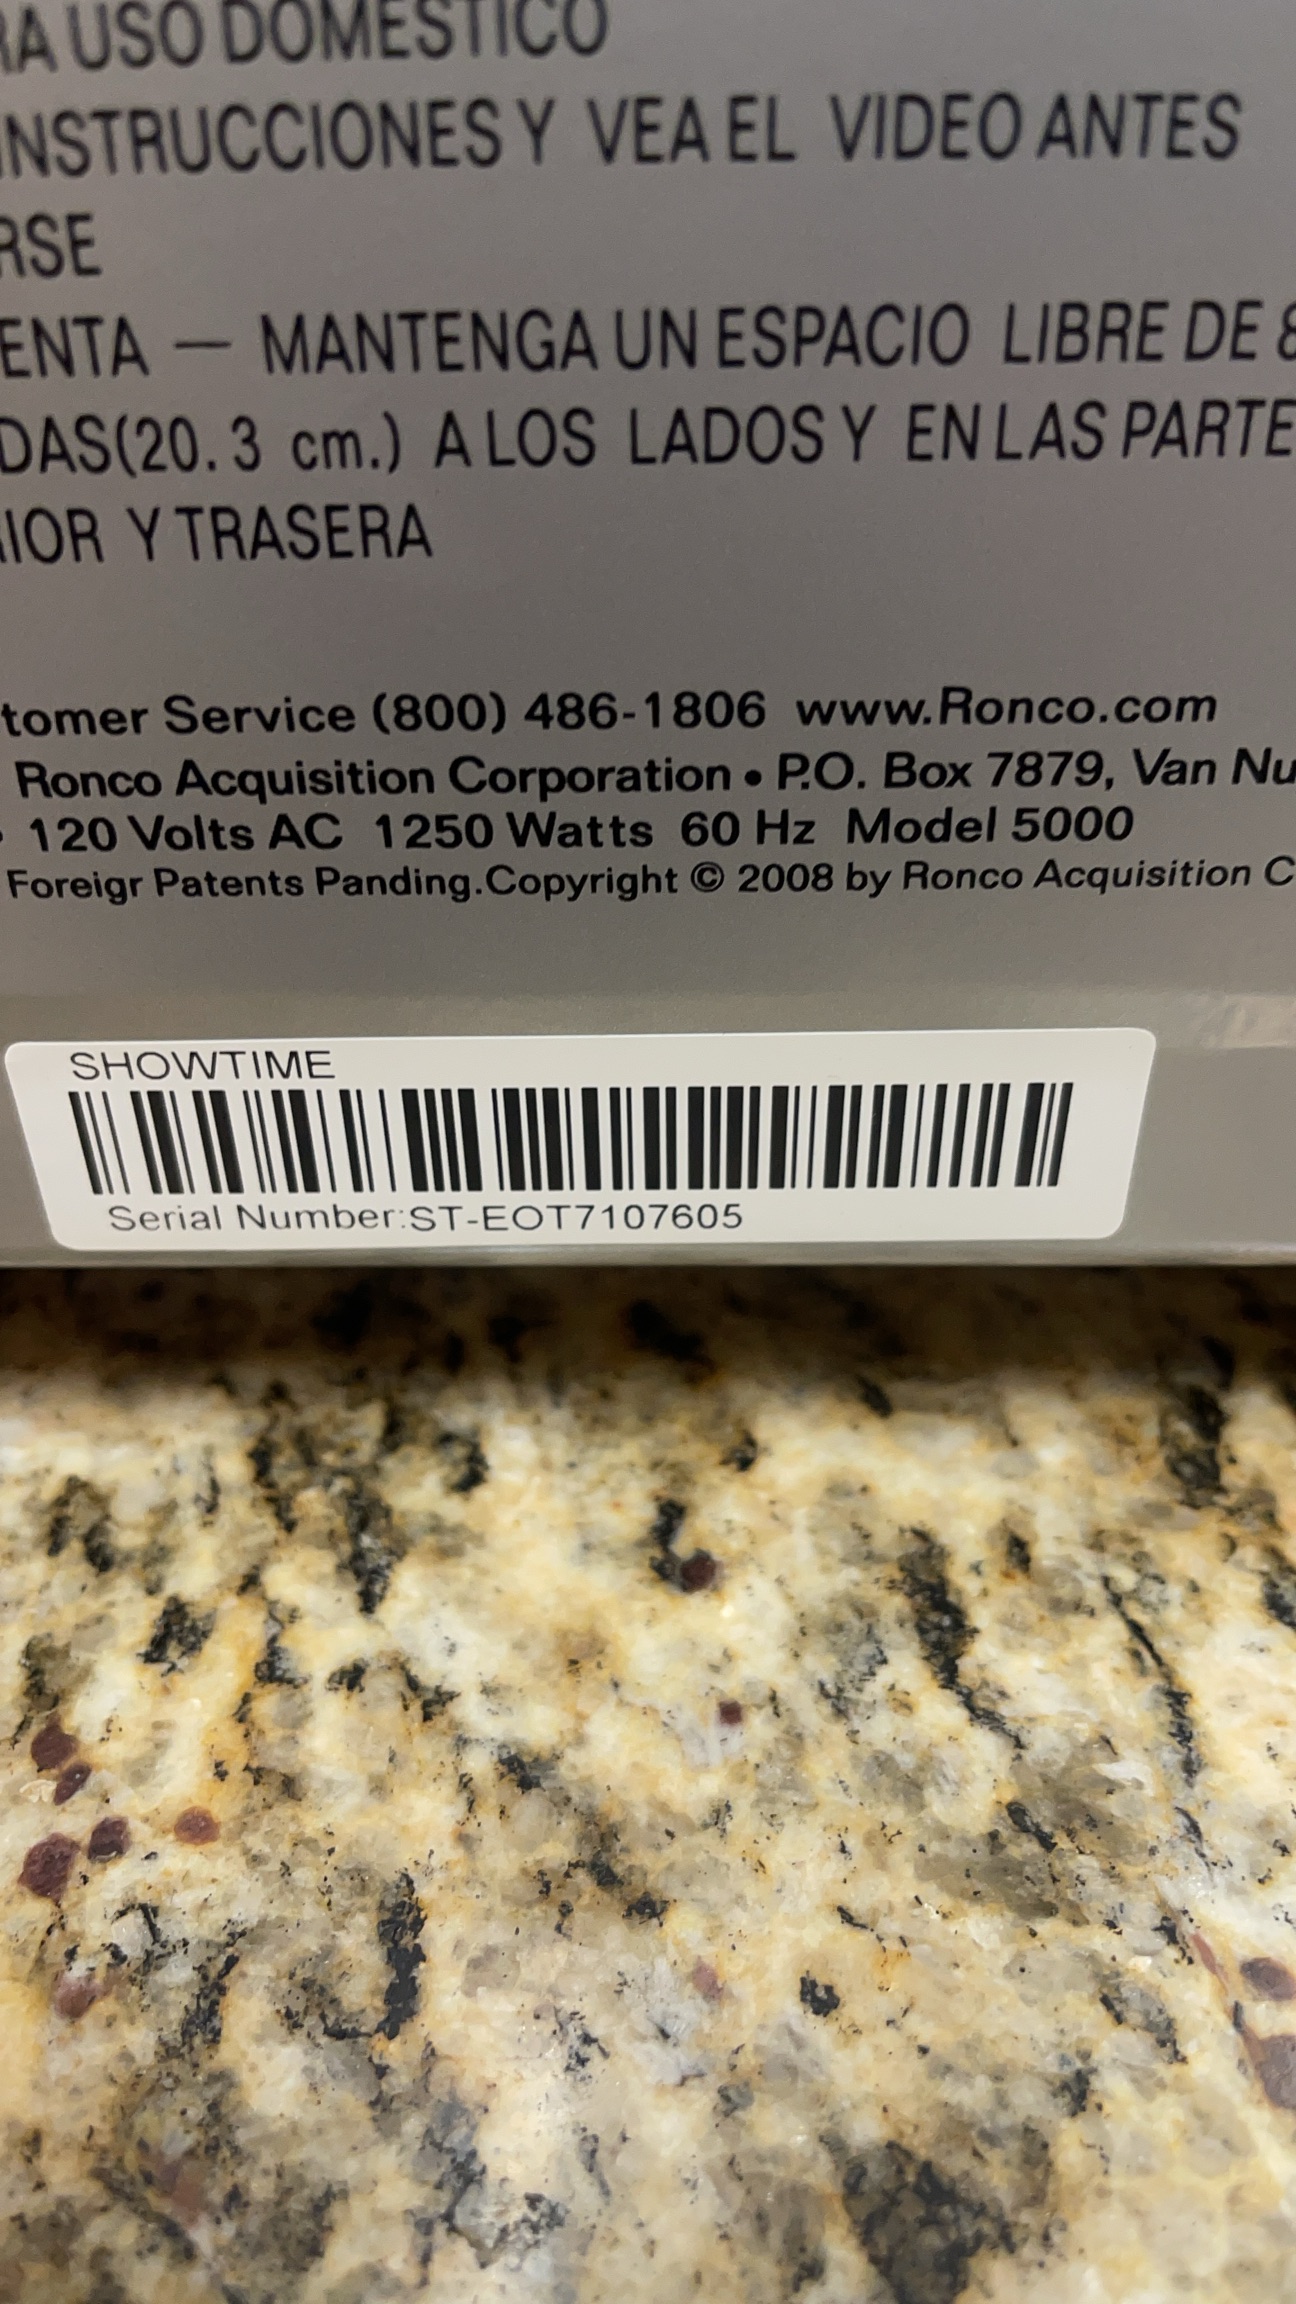 RA USO DOMESTICO
INSTRUCCIONES Y VEA EL VIDEO ANTES
RSE
ENTA — MANTENGA UN ESPACIO LIBRE DE 8
DAS(20.3 cm.) A LOS LADOS Y EN LAS PARTE
RIOR Y TRASERA
tomer Service (800) 486-1806 www.Ronco.com
Ronco Acquisition Corporation • P.O. Box 7879, Van Nu
• 120 Volts AC 1250 Watts 60 Hz Model 5000
Foreigr Patents Panding.Copyright © 2008 by Ronco Acquisition C
SHOWTIME
Serial Number:ST-EOT7107605